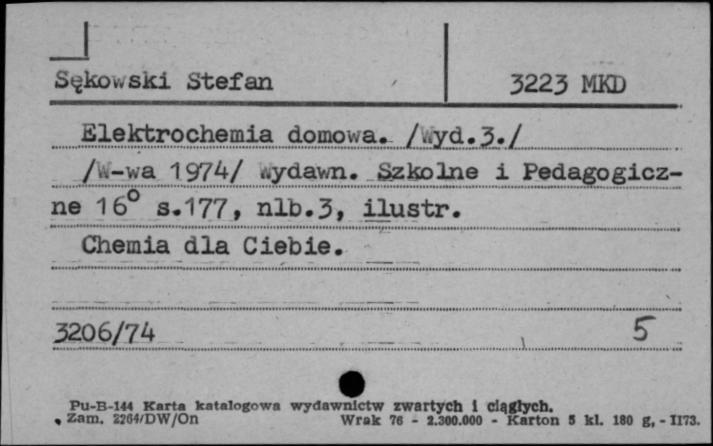 Sękowski Stefan 3223 MKD
Elektrochemia domowa. /Wyd.3./
/W-wa 1974/ Wydawn. Szkolne i Pedagogicz-
ne 16° s.177, nlb.3, ilustr.
Chemia dla Ciebie.
3206/74 5
Pu-B-144 Karta katalogowa wydawnictw zwartych i ciągłych.
Zam. 2264/DW/On Wrak 76 - 2.300.000 - Karton 5 kl. 180 g, - II73.